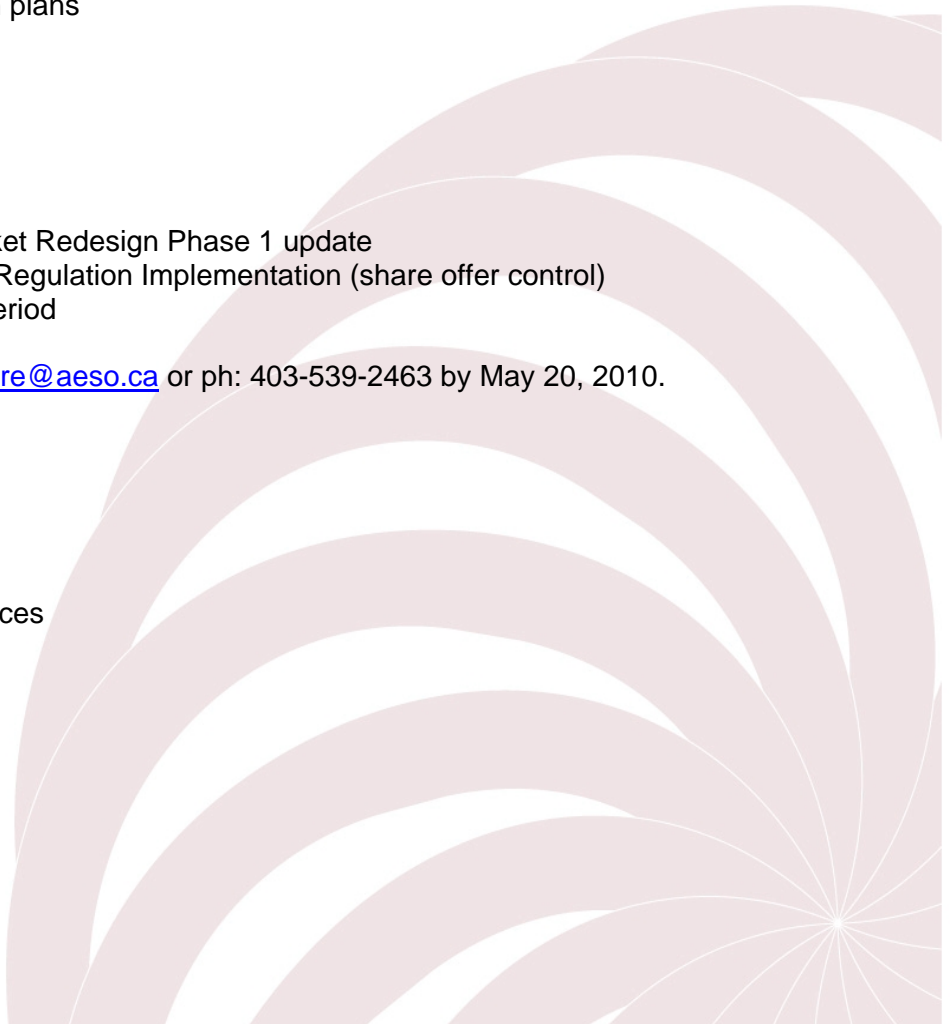 plans
ket Redesign Phase 1 update
Regulation Implementation (share offer control)
eriod
re@aeso.ca or ph: 403-539-2463 by May 20, 2010.
ces